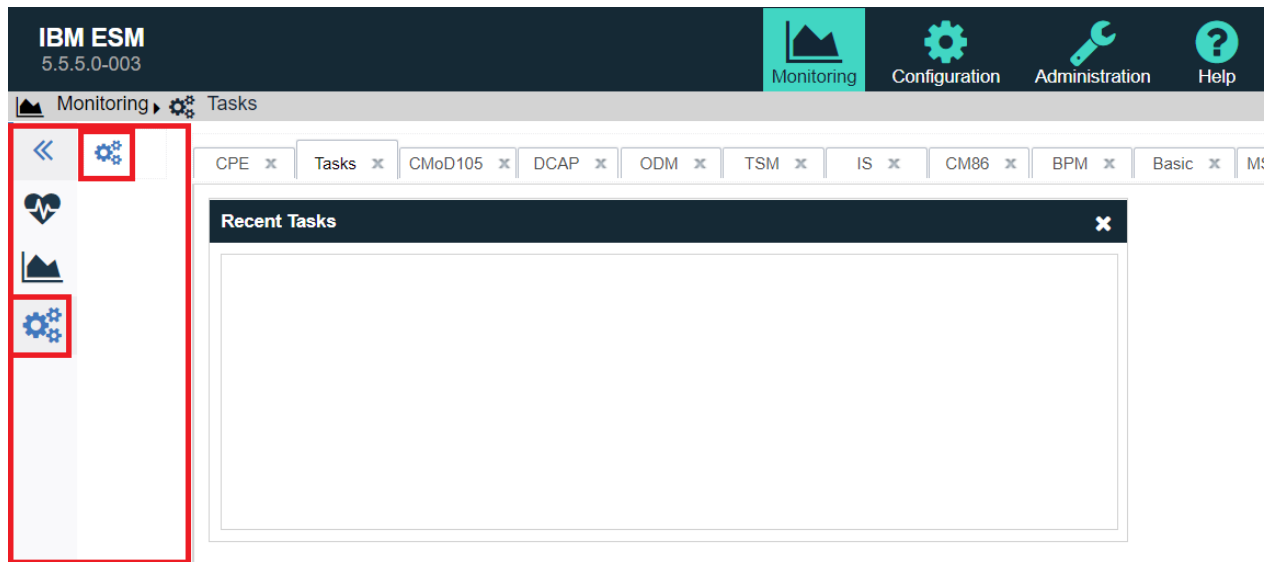 IBM ESM
5.5.5.0-003
Monitoring Configuration Administration Help
Monitoring Tasks
CPE Tasks CMoD105 DCAP ODM TSM IS CM86 BPM Basic MS
Recent Tasks